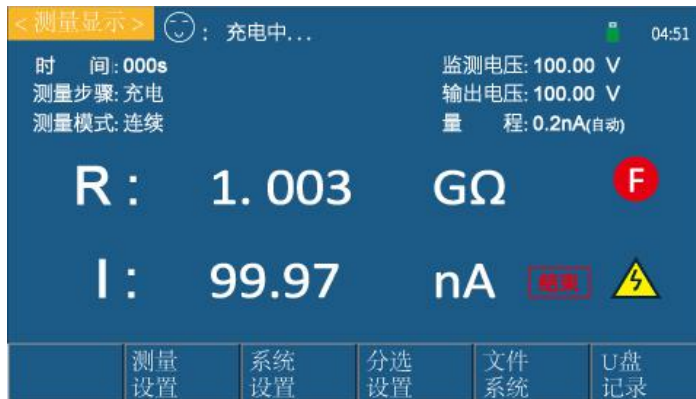 <测量显示> : 充电中... 04:51
时 间: 000s 监测电压: 100.00 V
测量步骤: 充电 输出电压: 100.00 V
测量模式: 连续 量 程: 0.2nA(自动)
R : 1. 003 GΩ F
I : 99.97 nA 结束
测量 系统 分选 文件 U盘
设置 设置 设置 系统 记录